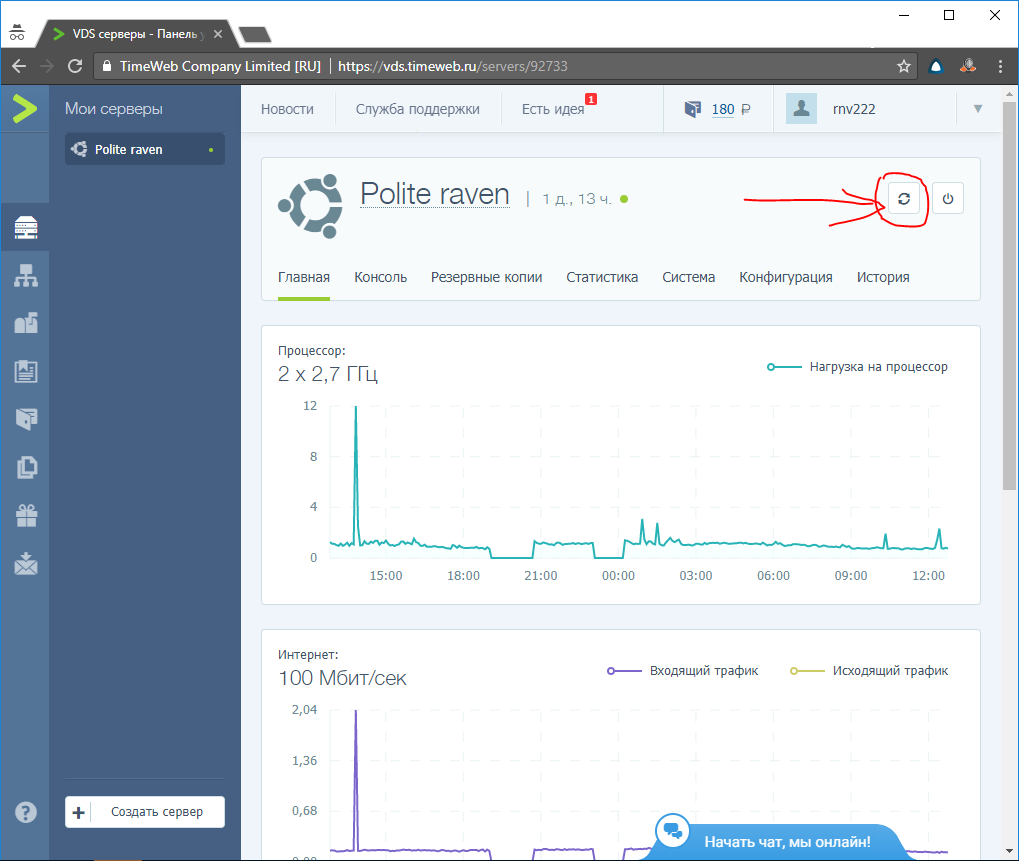 VDS серверы - Панель у
TimeWeb Company Limited [RU] | https://vds.timeweb.ru/servers/92733
Мои серверы
Polite raven
Новости
Служба поддержки
Есть идея
1
180 ₽
rnv222
Polite raven | 1 д., 13 ч.
Главная
Консоль
Резервные копии
Статистика
Система
Конфигурация
История
Процессор:
2 x 2,7 ГГц
Нагрузка на процессор
12
8
4
0
15:00
18:00
21:00
00:00
03:00
06:00
09:00
12:00
Интернет:
100 Мбит/сек
Входящий трафик
Исходящий трафик
2,04
1,36
0,68
0,00
?
+ Создать сервер
Начать чат, мы онлайн!